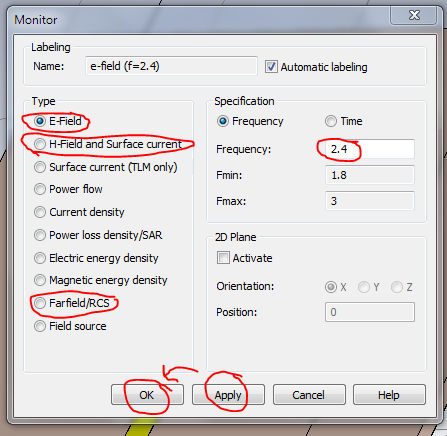 Monitor
Labeling
Name: e-field (f=2.4) Automatic labeling
Type
E-Field
H-Field and Surface current
Surface current (TLM only)
Power flow
Current density
Power loss density/SAR
Electric energy density
Magnetic energy density
Farfield/RCS
Field source
Specification
Frequency Time
Frequency: 2.4
Fmin: 1.8
Fmax: 3
2D Plane
Activate
Orientation: X Y Z
Position: 0
OK Apply Cancel Help